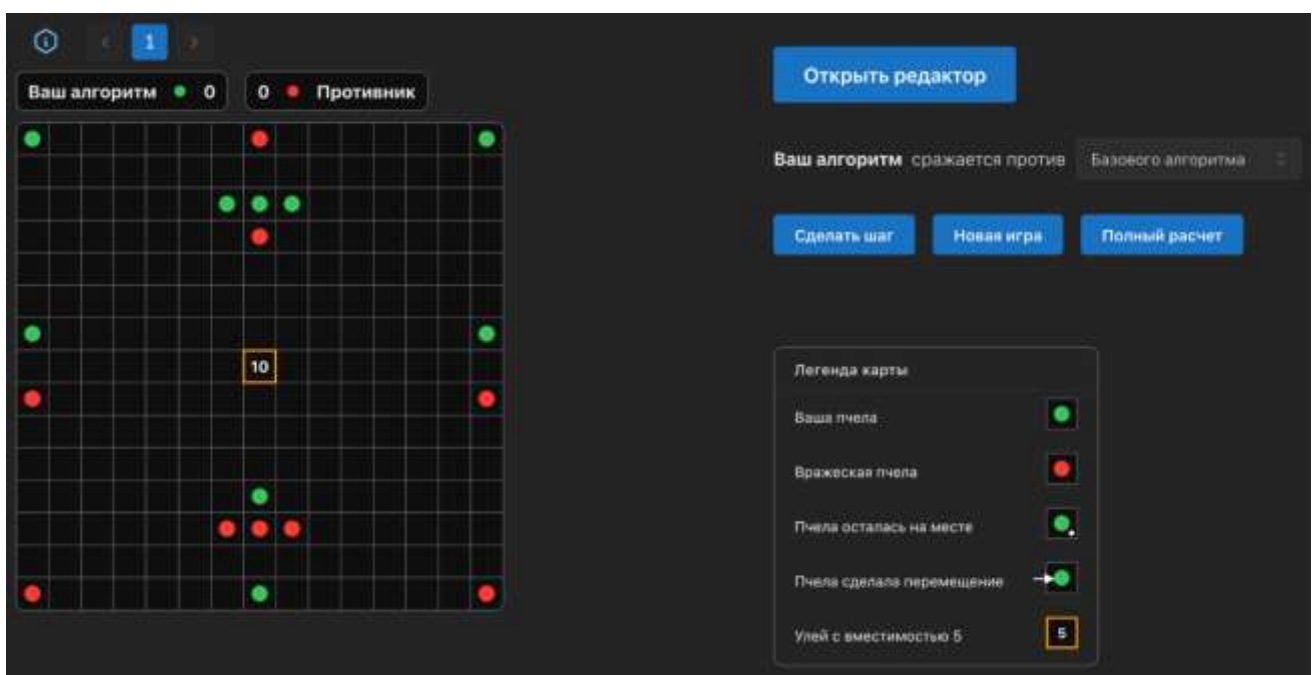 1
Ваш алгоритм 0
0 Противник
10
Открыть редактор
Ваш алгоритм сражается против Базового алгоритма
Сделать шаг
Новая игра
Полный расчет
Легенда карты
Ваша пчела
Вражеская пчела
Пчела осталась на месте
Пчела сделала перемещение
Улей с вместимостью 5
5